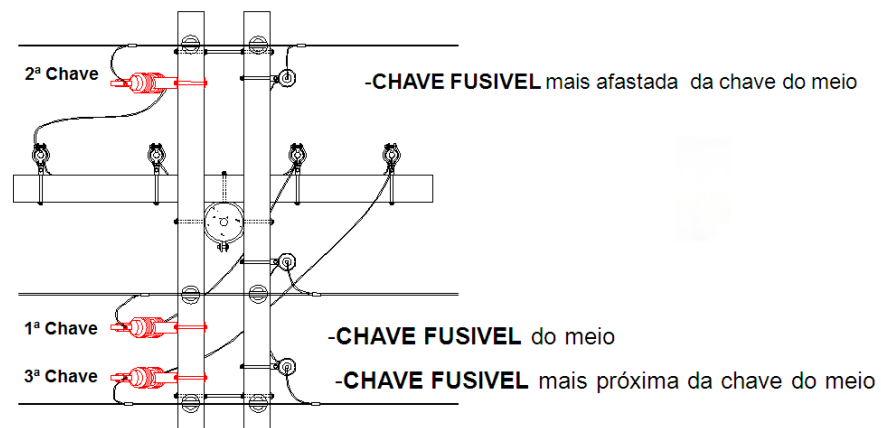 2ª Chave
-CHAVE FUSIVEL mais afastada da chave do meio
1ª Chave
-CHAVE FUSIVEL do meio
3ª Chave
-CHAVE FUSIVEL mais próxima da chave do meio